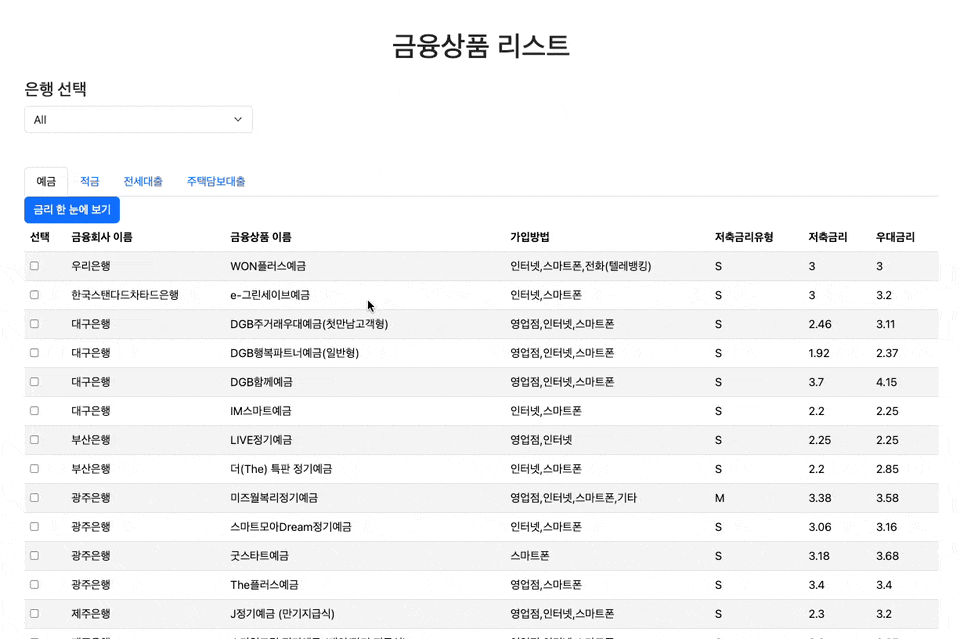 금융상품 리스트
은행 선택
All
예금 적금 전세대출 주택담보대출
금리 한 눈에 보기
선택 금융회사 이름 금융상품 이름 가입방법 저축금리유형 저축금리 우대금리
우리은행 WON플러스예금 인터넷,스마트폰,전화(텔레뱅킹) S 3 3
한국스탠다드차타드은행 e-그린세이브예금 인터넷,스마트폰 S 3 3.2
대구은행 DGB주거래우대예금(첫만남고객형) 영업점,인터넷,스마트폰 S 2.46 3.11
대구은행 DGB행복파트너예금(일반형) 영업점,인터넷,스마트폰 S 1.92 2.37
대구은행 DGB함께예금 영업점,인터넷,스마트폰 S 3.7 4.15
대구은행 IM스마트예금 인터넷,스마트폰 S 2.2 2.25
부산은행 LIVE정기예금 영업점,인터넷 S 2.25 2.25
부산은행 더(The) 특판 정기예금 인터넷,스마트폰 S 2.2 2.85
광주은행 미즈월복리정기예금 영업점,인터넷,스마트폰,기타 M 3.38 3.58
광주은행 스마트모아Dream정기예금 인터넷,스마트폰 S 3.06 3.16
광주은행 굿스타트예금 스마트폰 S 3.18 3.68
광주은행 The플러스예금 영업점,스마트폰 S 3.4 3.4
제주은행 J정기예금 (만기지급식) 영업점,인터넷,스마트폰 S 2.3 3.2